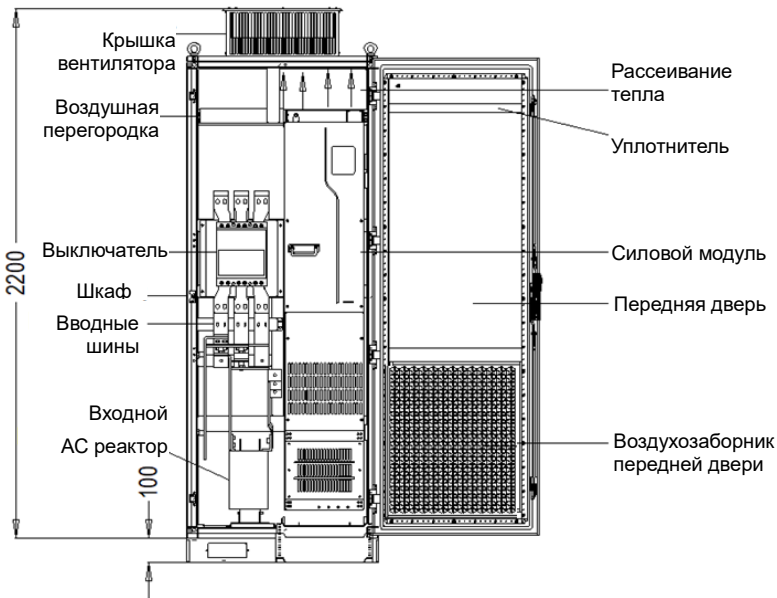 Крышка
вентилятора
Воздушная
перегородка
Выключатель
2200
Шкаф
Вводные
шины
Входной
AC реактор
100
Рассеивание
тепла
Уплотнитель
Силовой модуль
Передняя дверь
Воздухозаборник
передней двери